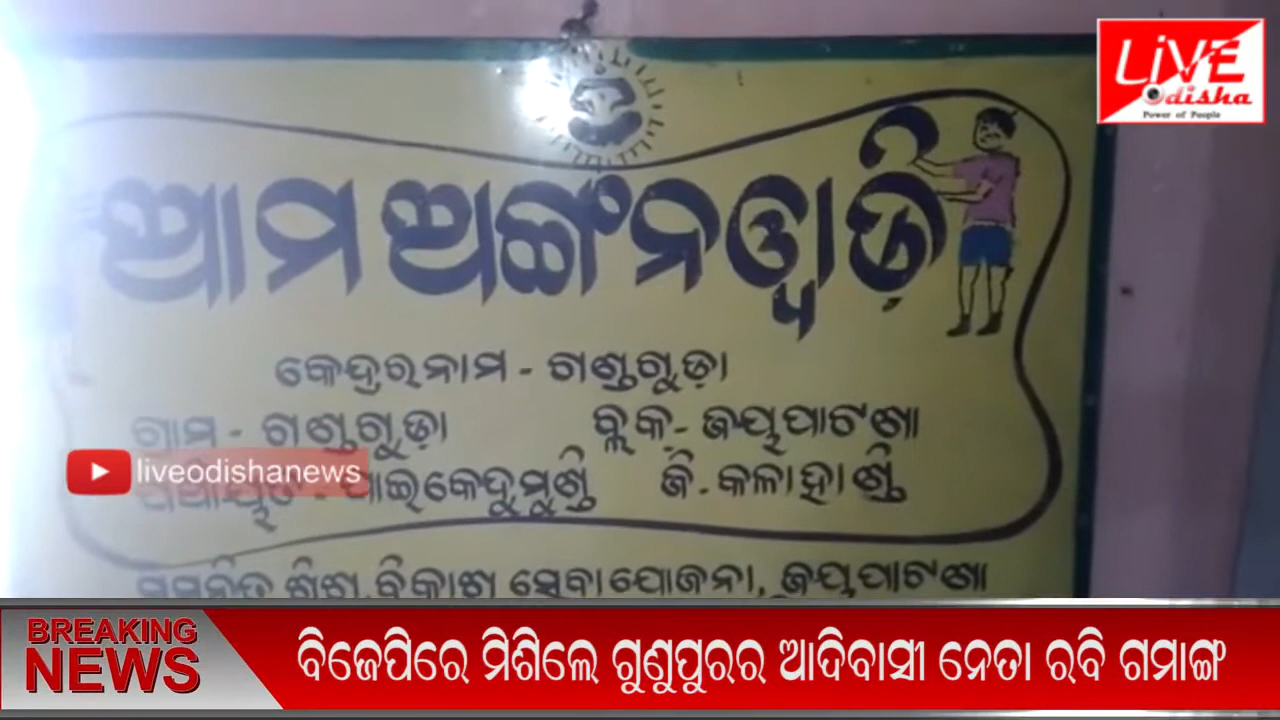 LiVE
Odisha
Power of People
ଆମ ଅଙ୍ଗନୱାଡ଼ି
କେନ୍ଦ୍ରର ନାମ - ଗଣ୍ଡଗୁଡ଼ା
ଗ୍ରାମ - ଗଣ୍ଡଗୁଡ଼ା ବ୍ଲକ୍ - ଜୟପାଟଣା
liveodishanews
ପାଇକେଦୁମୁଣ୍ଡି ଜି - କଳାହାଣ୍ଡି
ଶିଶୁ ବିକାଶ ସେବା ଯୋଜନା, ଜୟପାଟଣା
BREAKING
NEWS
ବିଜେପିରେ ମିଶିଲେ ଗୁଣୁପୁରର ଆଦିବାସୀ ନେତା ରବି ଗମାଙ୍ଗ